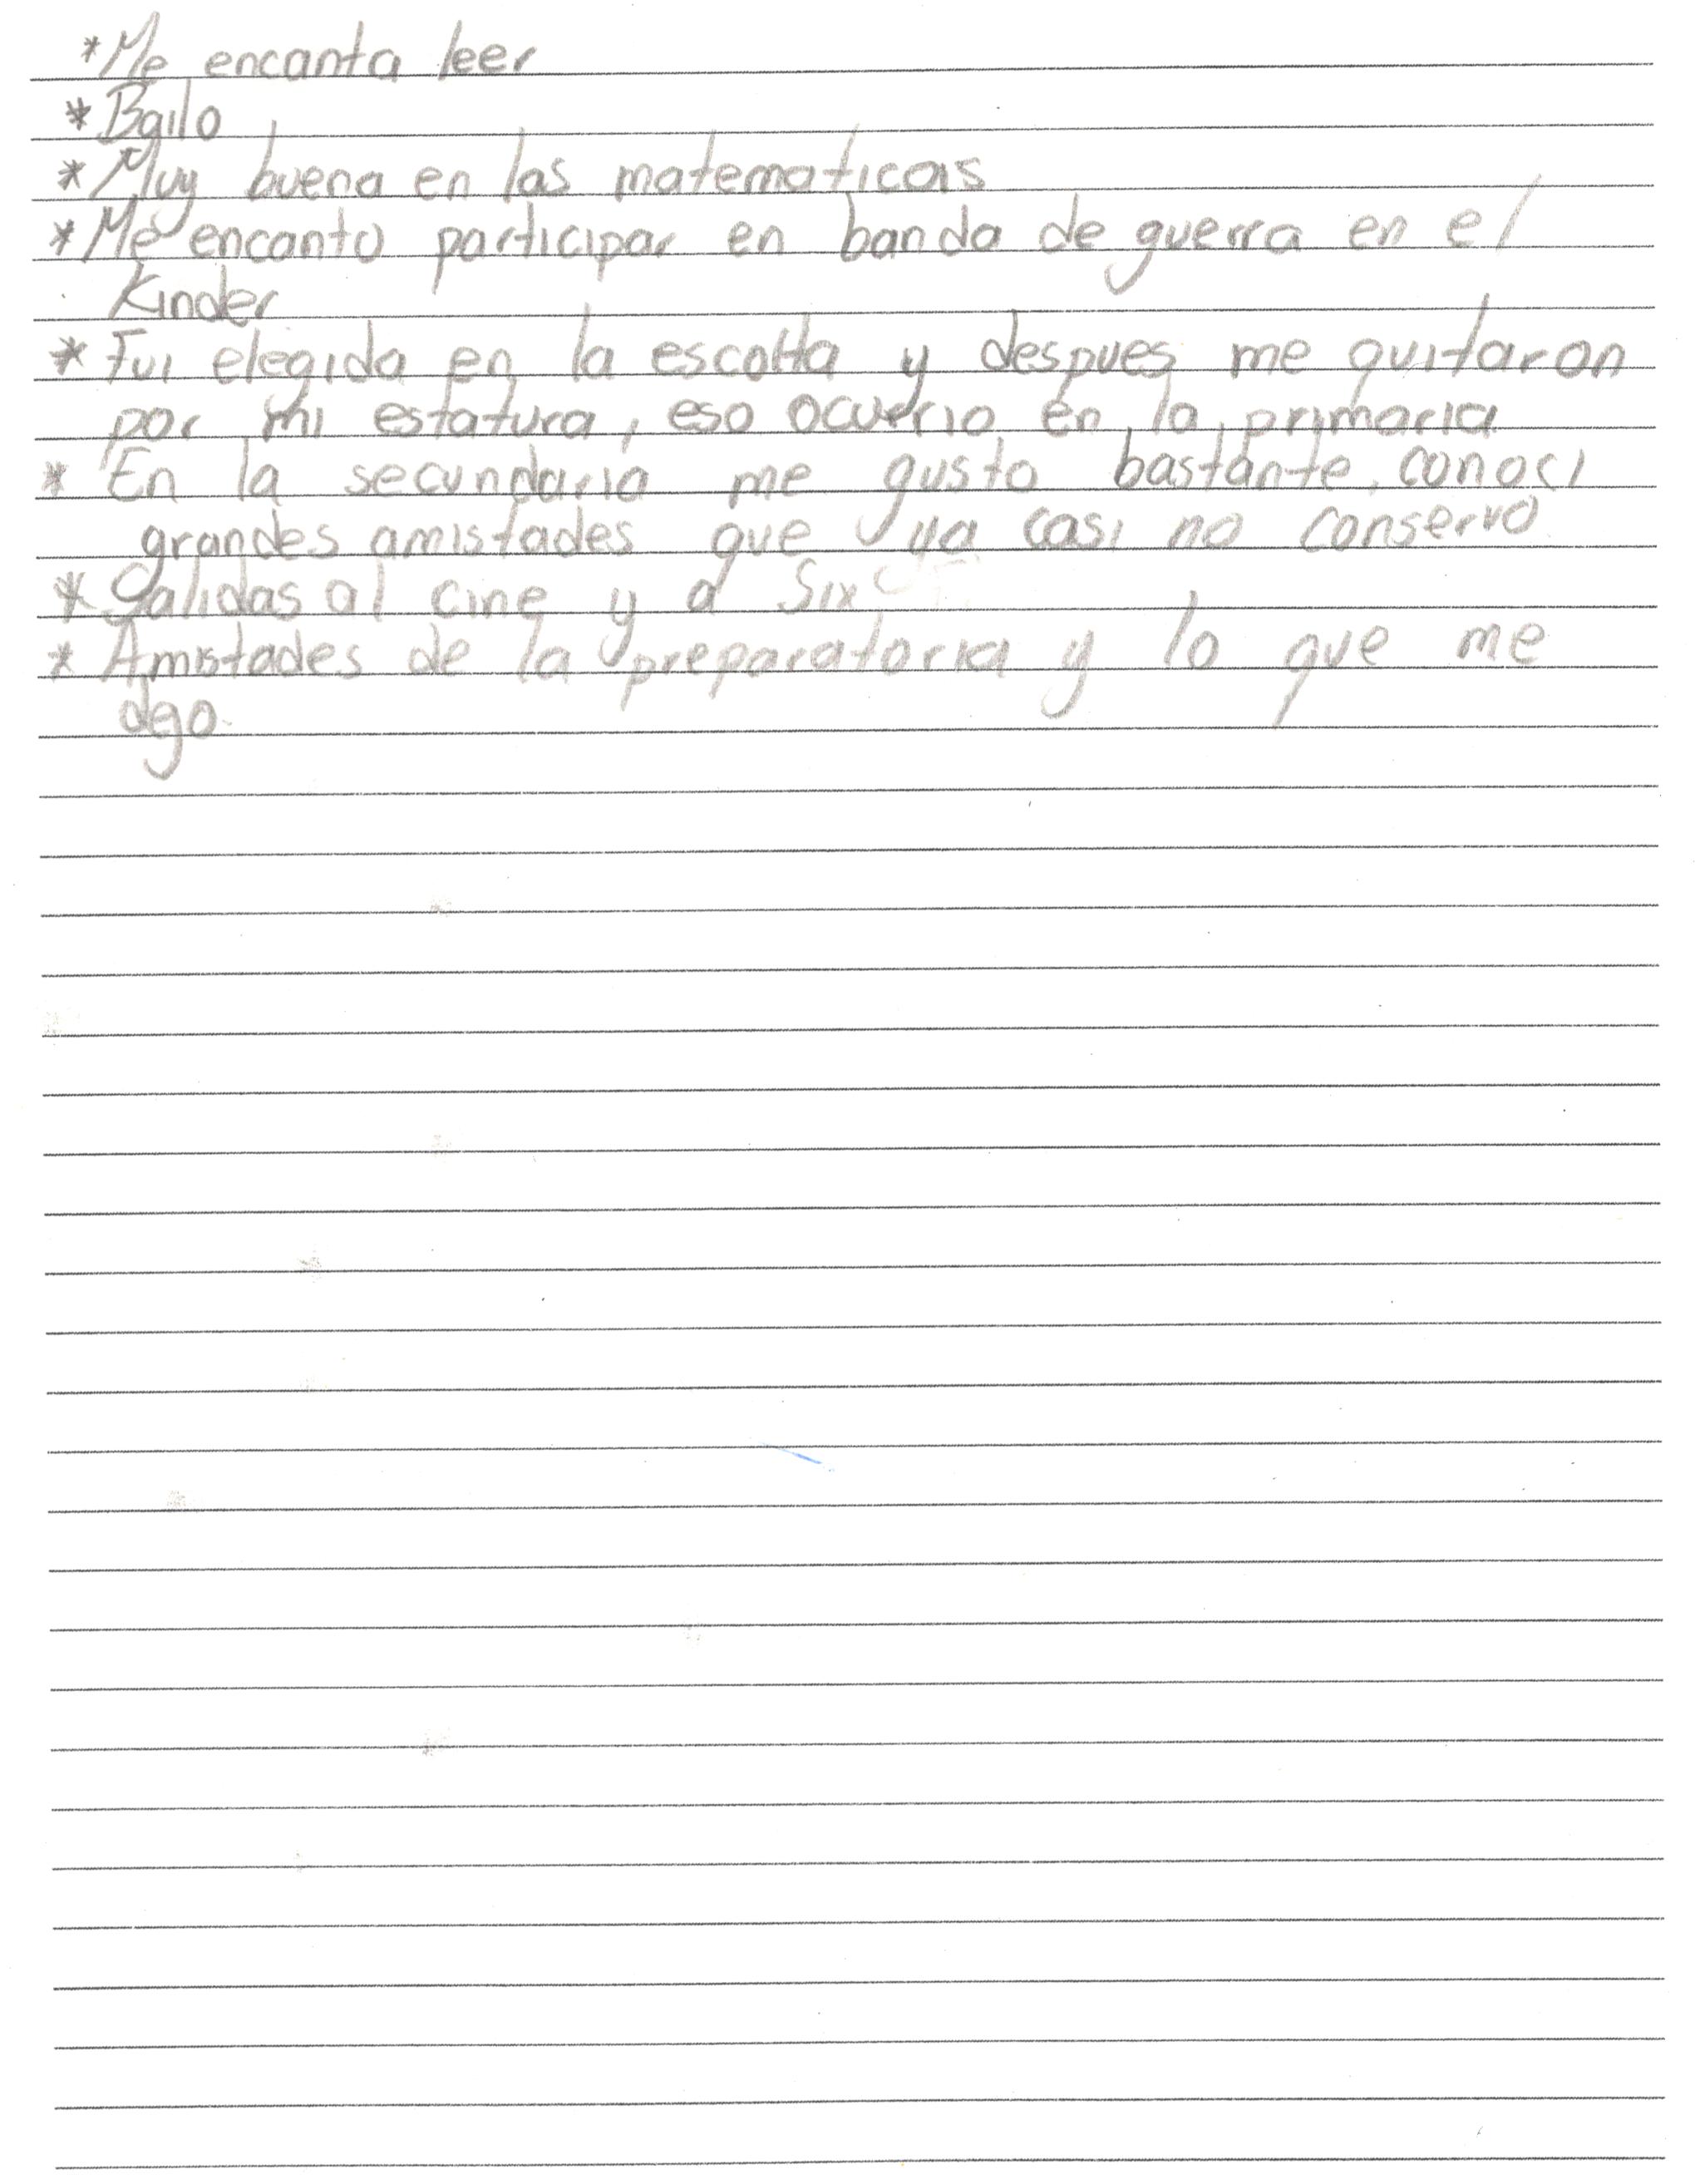 *Me encanta leer
*Bailo
*Muy buena en las matematicas
*Me encanto participar en banda de guerra en el
Kinder
*Fui elegida en la escolta y despues me quitaron
por mi estatura, eso ocurrio en la primaria
* En la secundaria me gusto bastante, conoci
grandes amistades que ya casi no conservo
* Salidas al cine y a Six
* Amistades de la preparatoria y lo que me
dejo.